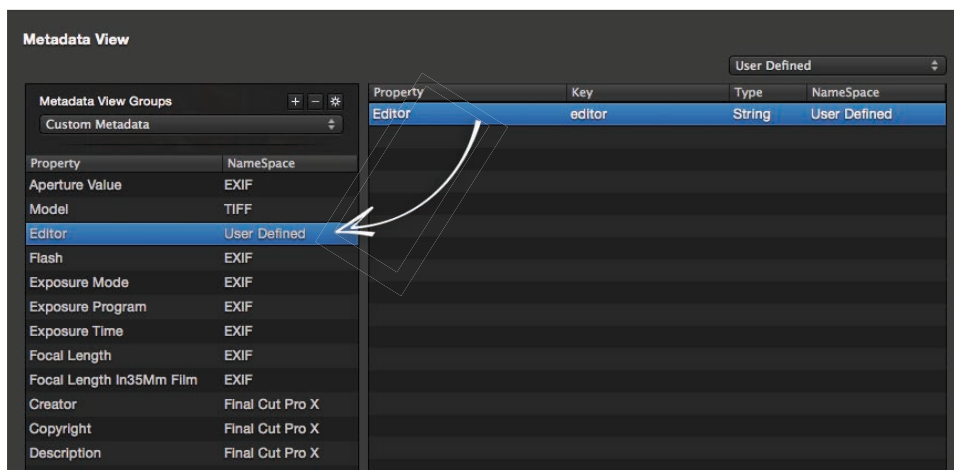 Metadata View
User Defined
Metadata View Groups + -
Custom Metadata
Property NameSpace
Aperture Value EXIF
Model TIFF
Editor User Defined
Flash EXIF
Exposure Mode EXIF
Exposure Program EXIF
Exposure Time EXIF
Focal Length EXIF
Focal Length In35Mm Film EXIF
Creator Final Cut Pro X
Copyright Final Cut Pro X
Description Final Cut Pro X
Property Key Type NameSpace
Editor editor String User Defined